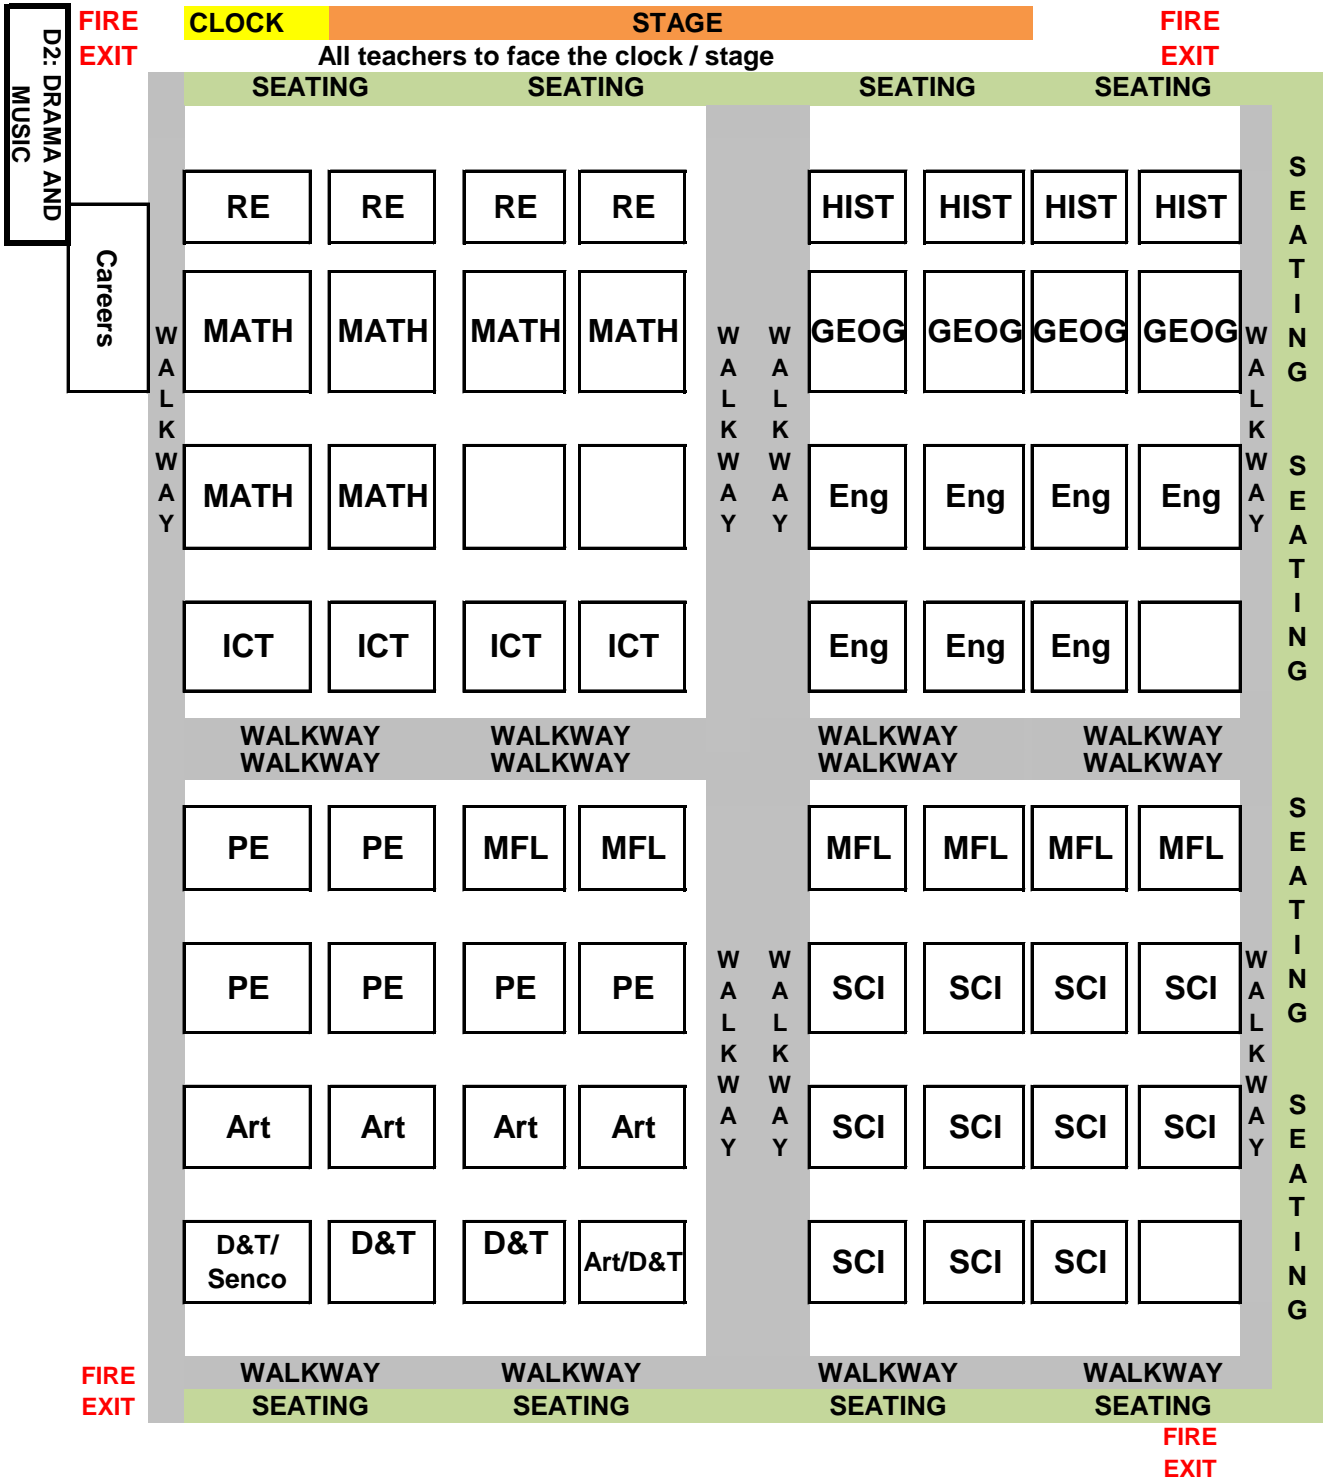 FIRE CLOCK STAGE FIRE
EXIT All teachers to face the clock / stage EXIT
D2: DRAMA AND
MUSIC
SEATING SEATING SEATING SEATING
Careers
RE RE RE RE HIST HIST HIST HIST
MATH MATH MATH MATH GEOG GEOG GEOG GEOG
MATH MATH Eng Eng Eng Eng
ICT ICT ICT ICT Eng Eng Eng
WALKWAY
WALKWAY
WALKWAY
WALKWAY
SEATING
SEATING
WALKWAY WALKWAY WALKWAY WALKWAY
WALKWAY WALKWAY WALKWAY WALKWAY
PE PE MFL MFL MFL MFL MFL MFL
PE PE PE PE SCI SCI SCI SCI
Art Art Art Art SCI SCI SCI SCI
D&T/
Senco
D&T D&T Art/D&T SCI SCI SCI
WALKWAY
WALKWAY
WALKWAY
SEATING
SEATING
FIRE WALKWAY WALKWAY WALKWAY WALKWAY
EXIT SEATING SEATING SEATING SEATING
FIRE
EXIT